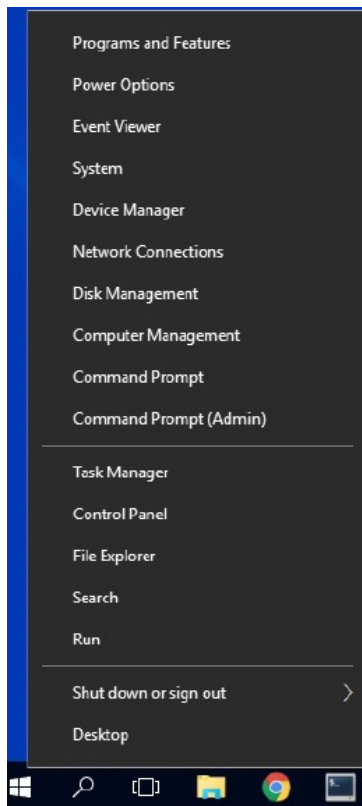 Programs and Features
Power Options
Event Viewer
System
Device Manager
Network Connections
Disk Management
Computer Management
Command Prompt
Command Prompt (Admin)
Task Manager
Control Panel
File Explorer
Search
Run
Shut down or sign out
Desktop